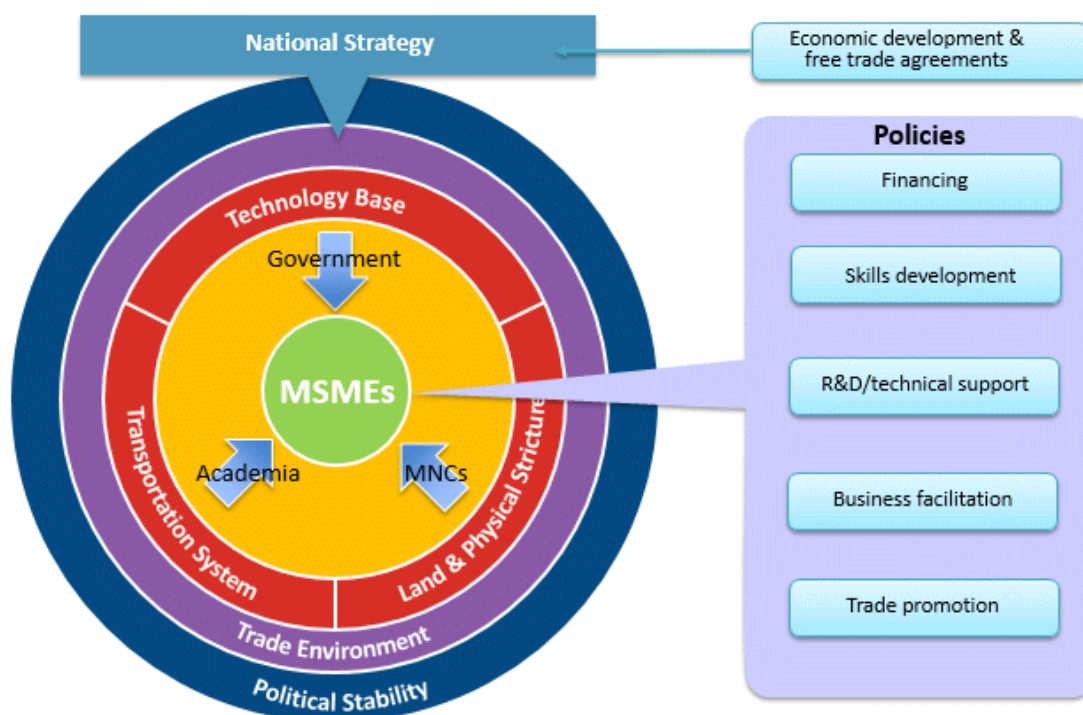 National Strategy
Economic development &
free trade agreements
Policies
Financing
Skills development
R&D/technical support
Business facilitation
Trade promotion
Technology Base
Government
MSMEs
Academia
MNCs
Transportation System
Land & Physical Stricture
Trade Environment
Political Stability